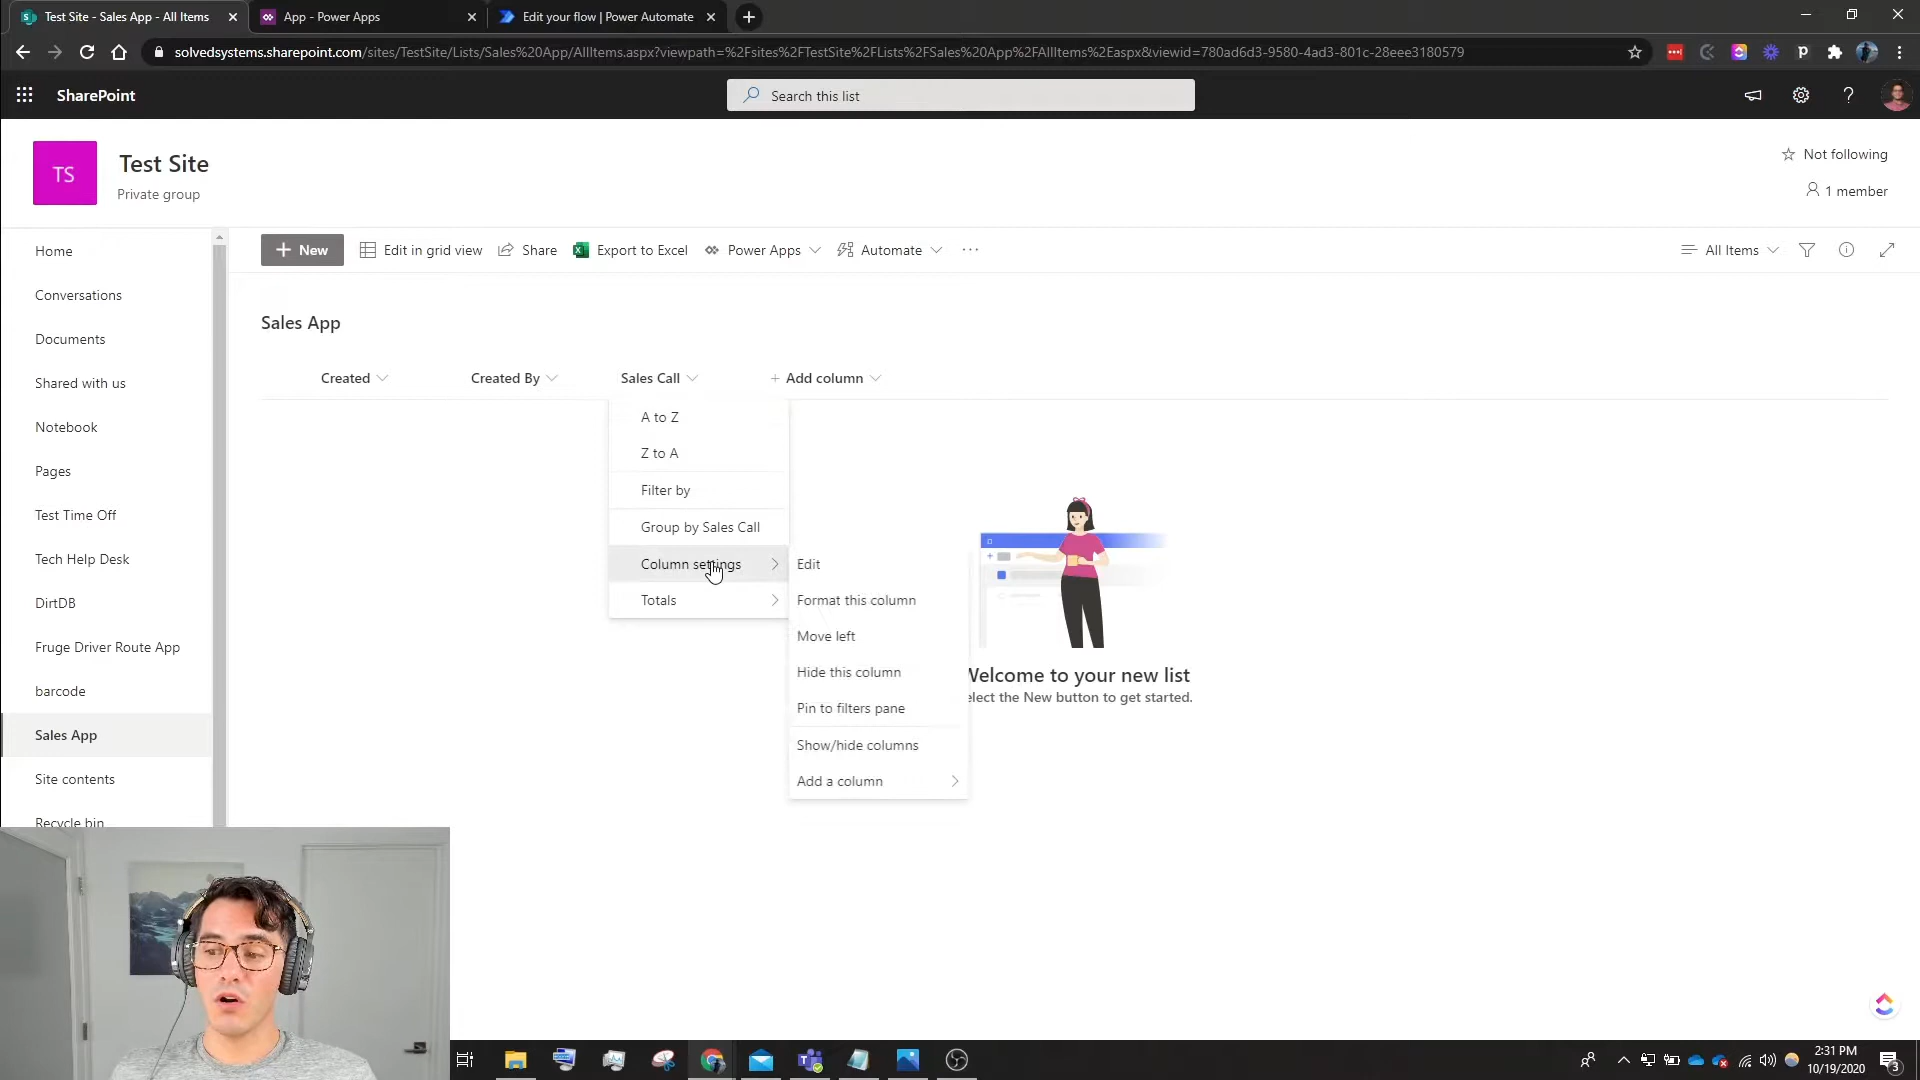 Test Site - Sales App - All Items
App - Power Apps
Edit your flow | Power Automate
solvedsystems.sharepoint.com/sites/TestSite/Lists/Sales%20App/AllItems.aspx?viewpath=%2Fsites%2FTestSite%2FLists%2FSales%20App%2FAllItems%2Easpx&viewid=780ad6d3-9580-4ad3-801c-28eee3180579
SharePoint
Search this list
TS
Test Site
Private group
Not following
1 member
Home
Conversations
Documents
Shared with us
Notebook
Pages
Test Time Off
Tech Help Desk
DirtDB
Fruge Driver Route App
barcode
Sales App
Site contents
Recycle bin
New
Edit in grid view
Share
Export to Excel
Power Apps
Automate
All Items
Sales App
Created
Created By
Sales Call
Add column
A to Z
Z to A
Filter by
Group by Sales Call
Column settings
Totals
Edit
Format this column
Move left
Hide this column
Pin to filters pane
Show/hide columns
Add a column
Welcome to your new list
elect the New button to get started.
2:31 PM
10/19/2020
3